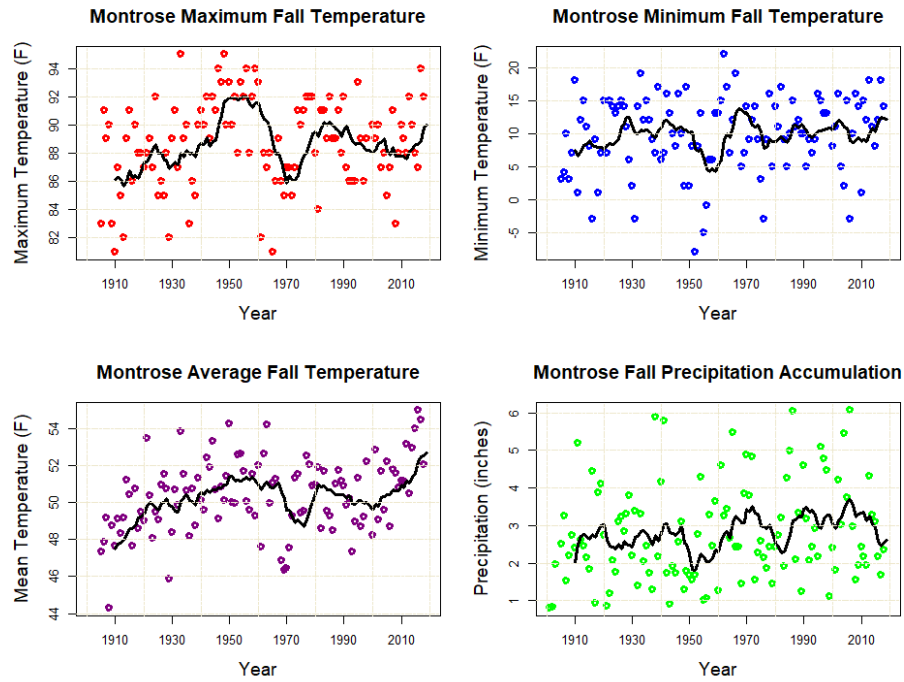 Montrose Maximum Fall Temperature
Maximum Temperature (F)
94
92
90
88
86
84
82
1910 1930 1950 1970 1990 2010
Year
Montrose Minimum Fall Temperature
Minimum Temperature (F)
20
15
10
5
0
-5
1910 1930 1950 1970 1990 2010
Year
Montrose Average Fall Temperature
Mean Temperature (F)
54
52
50
48
46
44
1910 1930 1950 1970 1990 2010
Year
Montrose Fall Precipitation Accumulation
Precipitation (inches)
6
5
4
3
2
1
1910 1930 1950 1970 1990 2010
Year